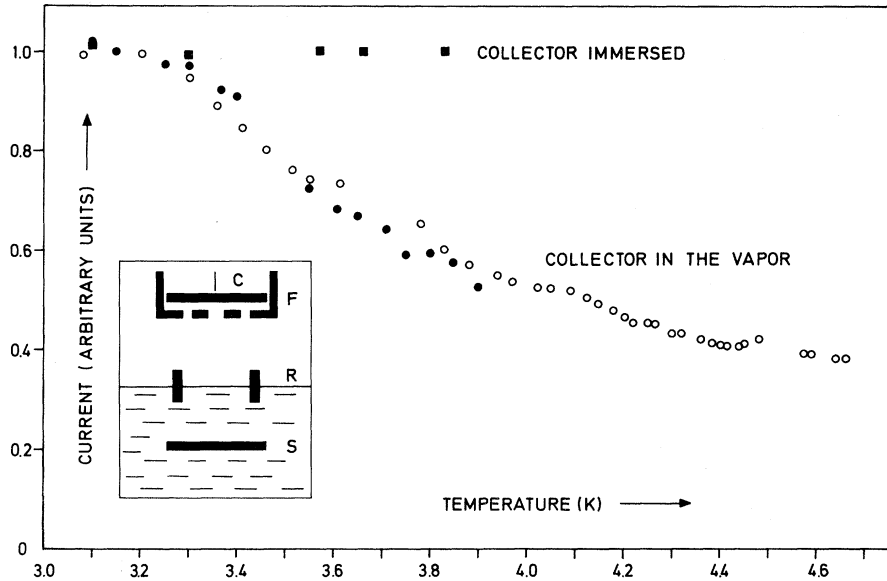 1.0
0.8
0.6
0.4
0.2
0
CURRENT (ARBITRARY UNITS)
COLLECTOR IMMERSED
COLLECTOR IN THE VAPOR
C
F
R
S
TEMPERATURE (K)
3.0 3.2 3.4 3.6 3.8 4.0 4.2 4.4 4.6